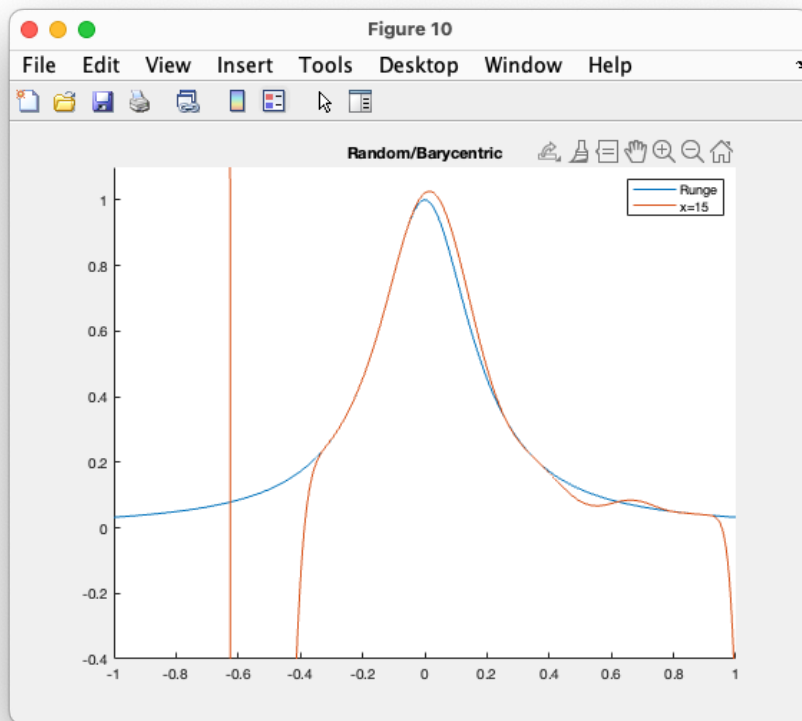 Figure 10
File Edit View Insert Tools Desktop Window Help
Random/Barycentric
Runge
x=15
1
0.8
0.6
0.4
0.2
0
-0.2
-0.4
-1 -0.8 -0.6 -0.4 -0.2 0 0.2 0.4 0.6 0.8 1